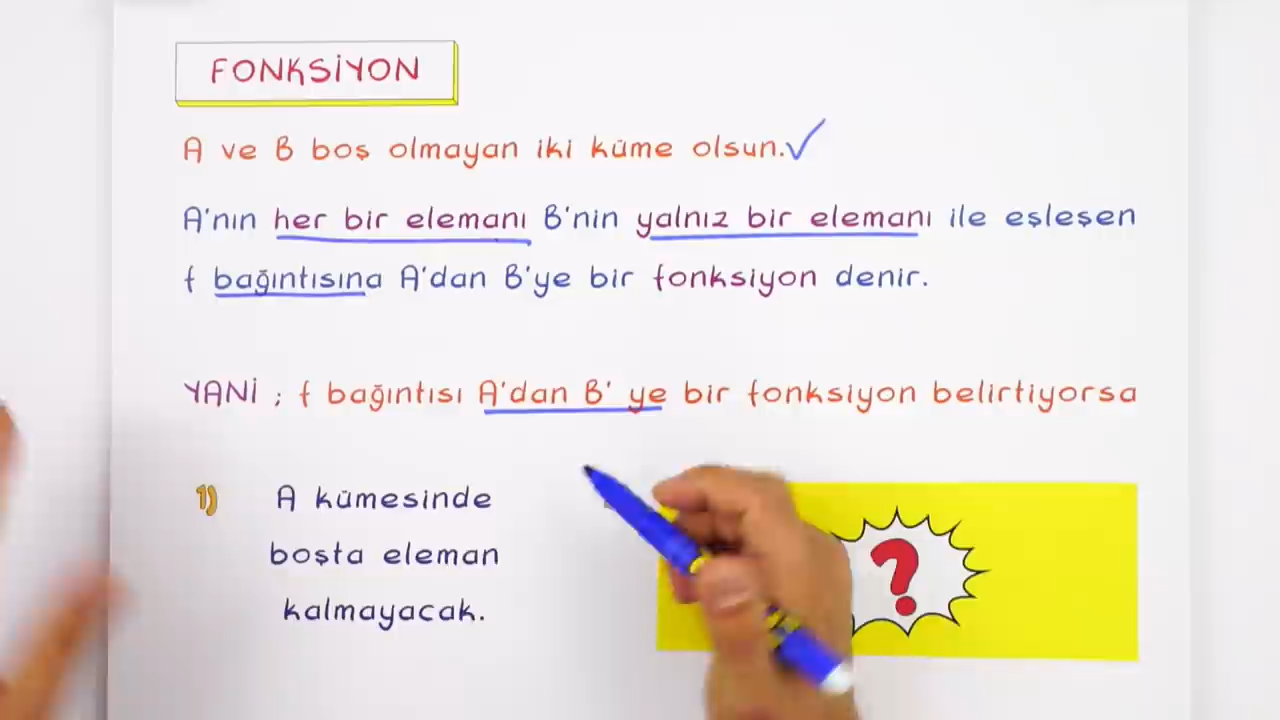 FONKSİYON
A ve B boş olmayan iki küme olsun.
A'nın her bir elemanı B'nin yalnız bir elemanı ile eşleşen
f bağıntısına A'dan B'ye bir fonksiyon denir.
YANİ ; f bağıntısı A'dan B' ye bir fonksiyon belirtiyorsa
1) A kümesinde
boşta eleman
kalmayacak.
?